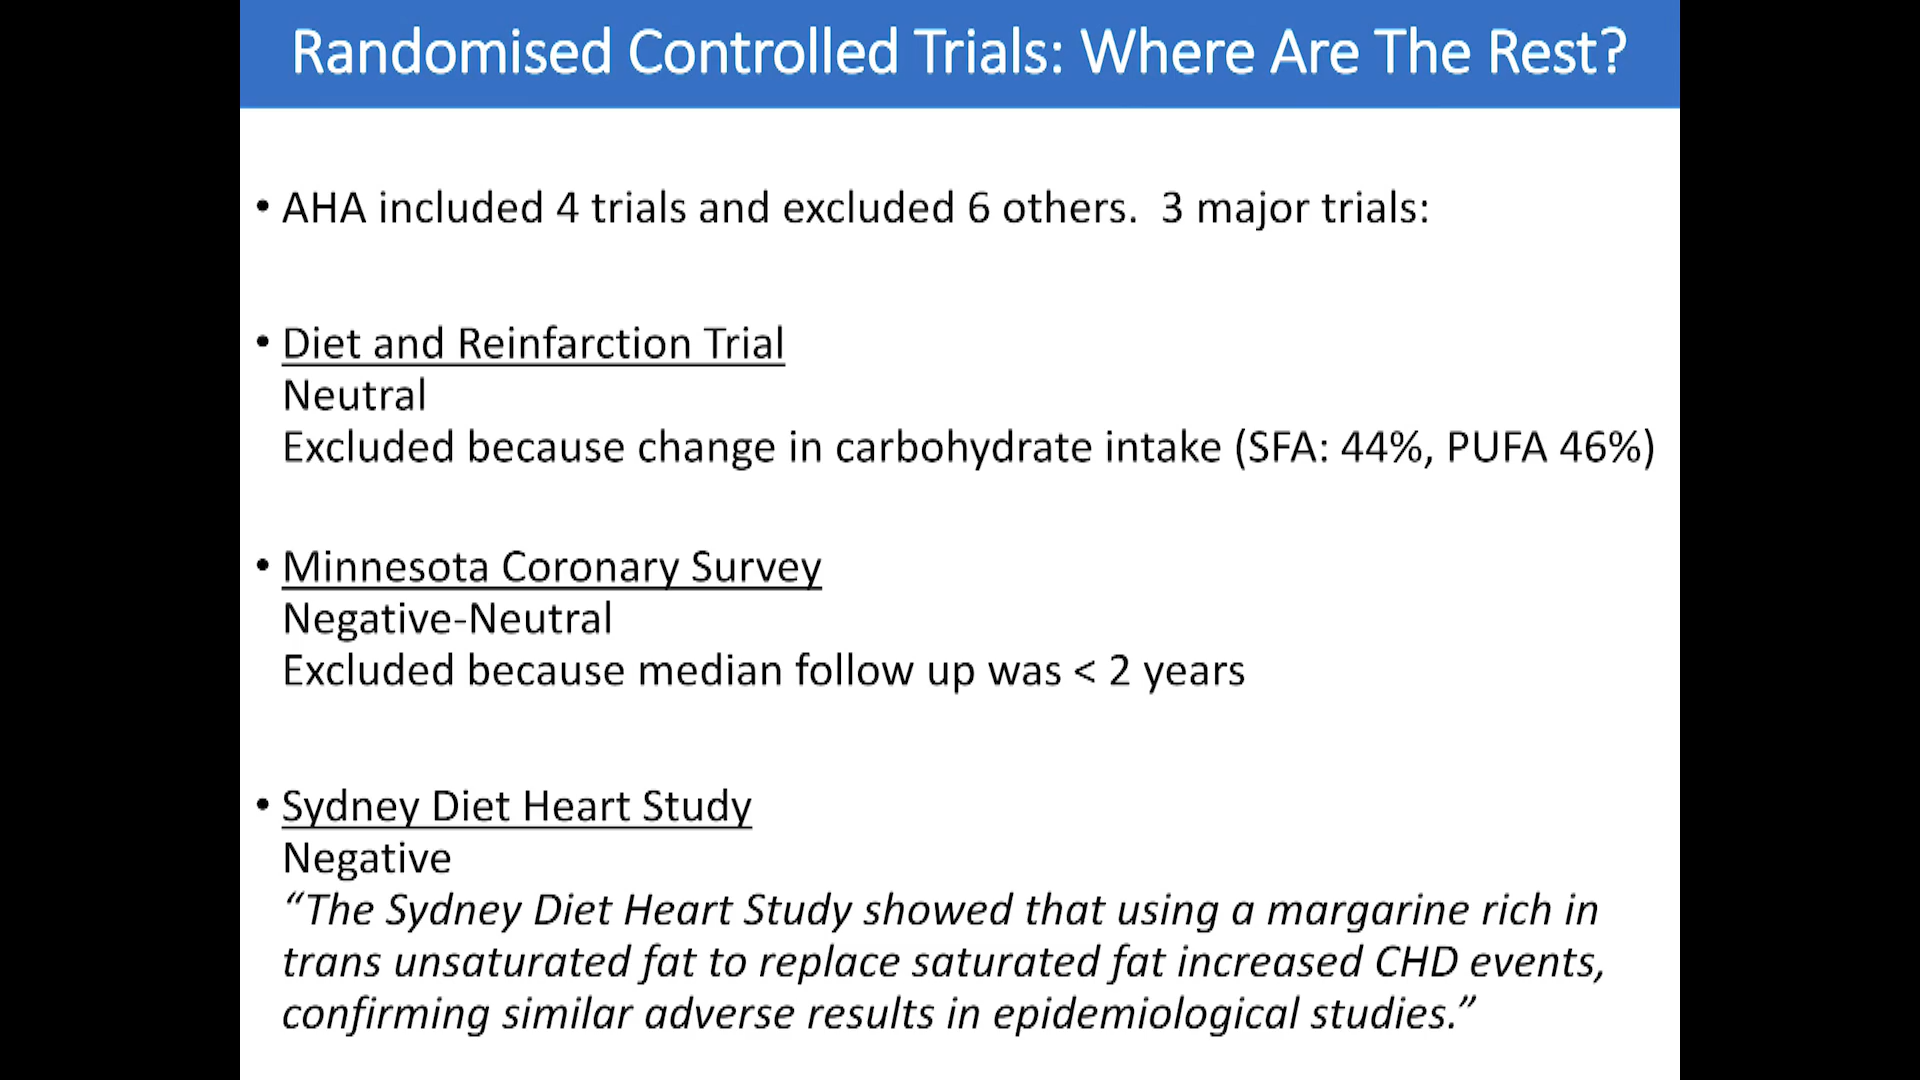 Randomised Controlled Trials: Where Are The Rest?
• AHA included 4 trials and excluded 6 others.  3 major trials:
• Diet and Reinfarction Trial
Neutral
Excluded because change in carbohydrate intake (SFA: 44%, PUFA 46%)
• Minnesota Coronary Survey
Negative-Neutral
Excluded because median follow up was < 2 years
• Sydney Diet Heart Study
Negative
“The Sydney Diet Heart Study showed that using a margarine rich in
trans unsaturated fat to replace saturated fat increased CHD events,
confirming similar adverse results in epidemiological studies.”